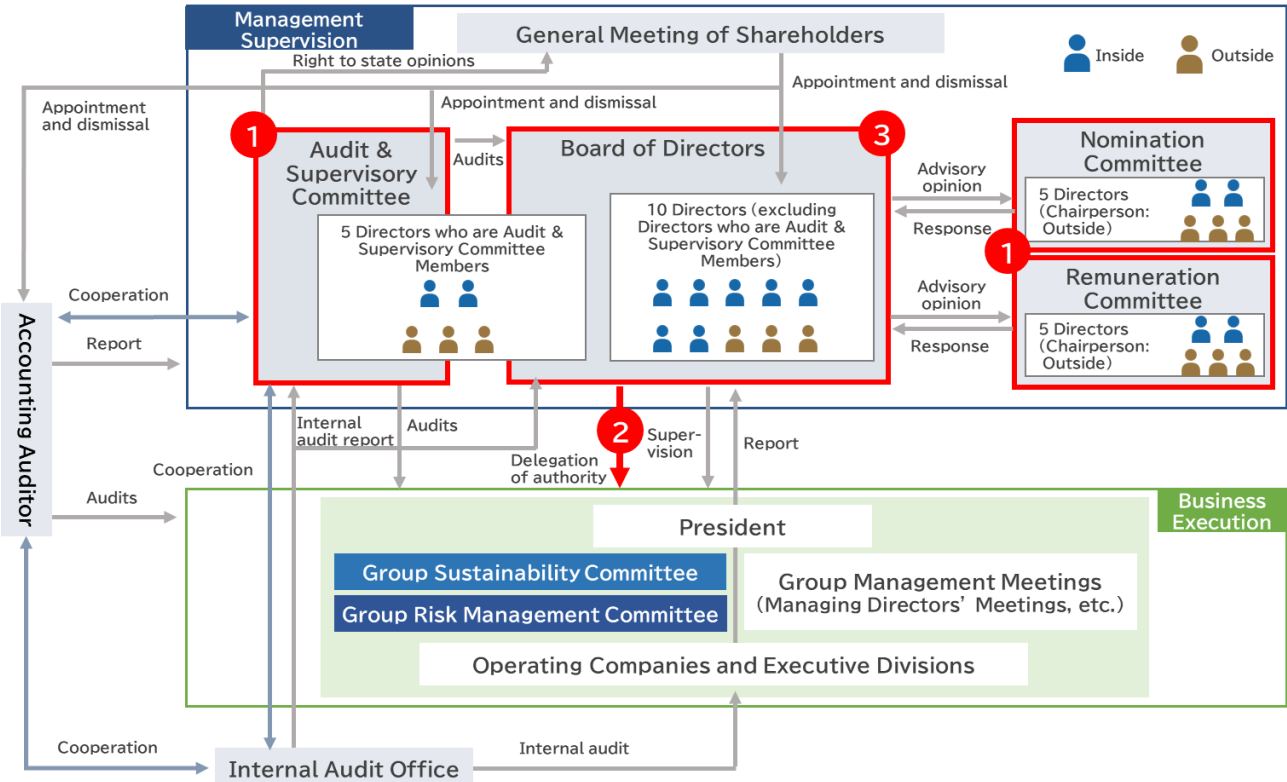 Management
Supervision
General Meeting of Shareholders
Inside
Outside
Right to state opinions
Appointment
and dismissal
Appointment and dismissal
Appointment and dismissal
1
Audit &
Supervisory
Committee
Audits
Board of Directors
3
5 Directors who are Audit &
Supervisory Committee
Members
10 Directors (excluding
Directors who are Audit &
Supervisory Committee
Members)
Advisory
opinion
Response
Nomination
Committee
5 Directors
(Chairperson:
Outside)
1
Advisory
opinion
Response
Remuneration
Committee
5 Directors
(Chairperson:
Outside)
Cooperation
Report
Accounting Auditor
Internal
audit report
Audits
2
Delegation
of authority
Super-
vision
Report
Cooperation
Audits
Business
Execution
President
Group Sustainability Committee
Group Risk Management Committee
Group Management Meetings
(Managing Directors’ Meetings, etc.)
Operating Companies and Executive Divisions
Cooperation
Internal Audit Office
Internal audit